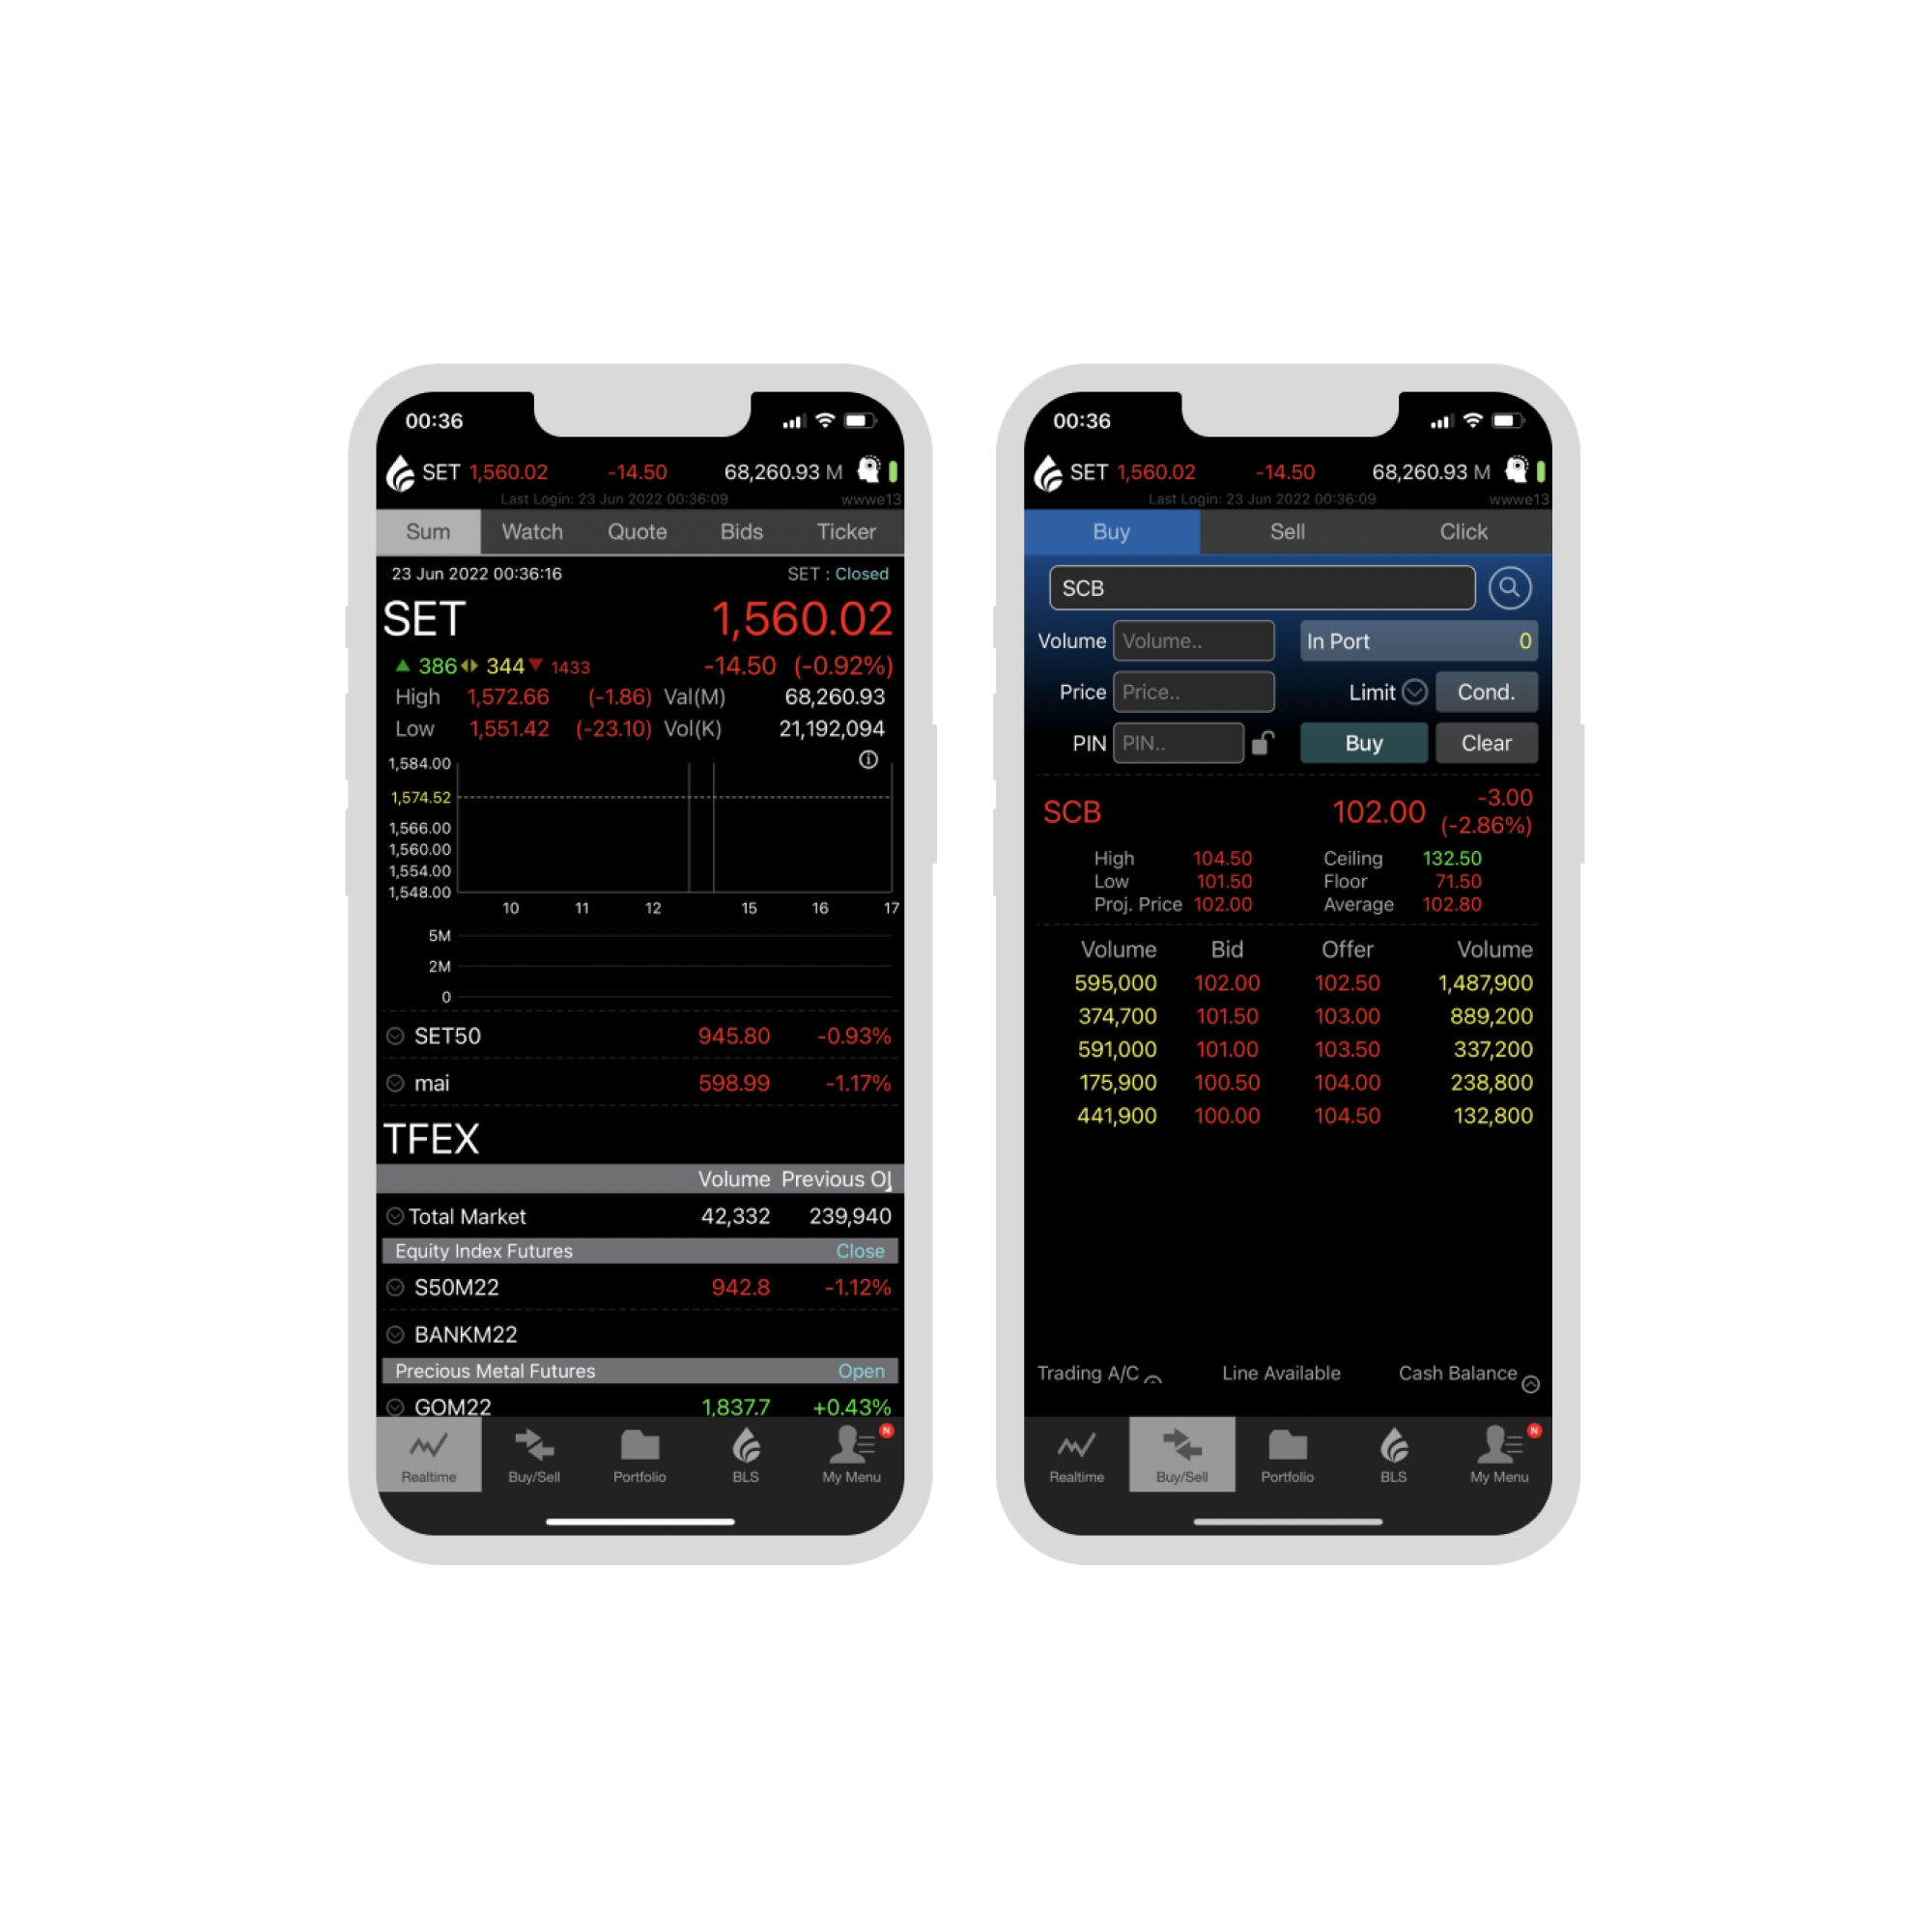 00:36
SET 1,560.02 -14.50 68,260.93 M
Last Login: 23 Jun 2022 00:36:09 wwwe13
Sum Watch Quote Bids Ticker
23 Jun 2022 00:36:16 SET : Closed
SET 1,560.02
386 344 1433 -14.50 (-0.92%)
High 1,572.66 (-1.86) Val(M) 68,260.93
Low 1,551.42 (-23.10) Vol(K) 21,192,094
1,584.00
1,574.52
1,566.00
1,560.00
1,554.00
1,548.00
10 11 12 15 16 17
5M
2M
0
SET50 945.80 -0.93%
mai 598.99 -1.17%
TFEX
Volume Previous OI
Total Market 42,332 239,940
Equity Index Futures Close
S50M22 942.8 -1.12%
BANKM22
Precious Metal Futures Open
GOM22 1,837.7 +0.43%
Realtime Buy/Sell Portfolio BLS My Menu
N
00:36
SET 1,560.02 -14.50 68,260.93 M
Last Login: 23 Jun 2022 00:36:09 wwwe13
Buy Sell Click
SCB
Volume Volume.. In Port 0
Price Price.. Limit Cond.
PIN PIN.. Buy Clear
SCB 102.00 -3.00
(-2.86%)
High 104.50 Ceiling 132.50
Low 101.50 Floor 71.50
Proj. Price 102.00 Average 102.80
Volume Bid Offer Volume
595,000 102.00 102.50 1,487,900
374,700 101.50 103.00 889,200
591,000 101.00 103.50 337,200
175,900 100.50 104.00 238,800
441,900 100.00 104.50 132,800
Trading A/C Line Available Cash Balance
Realtime Buy/Sell Portfolio BLS My Menu
N